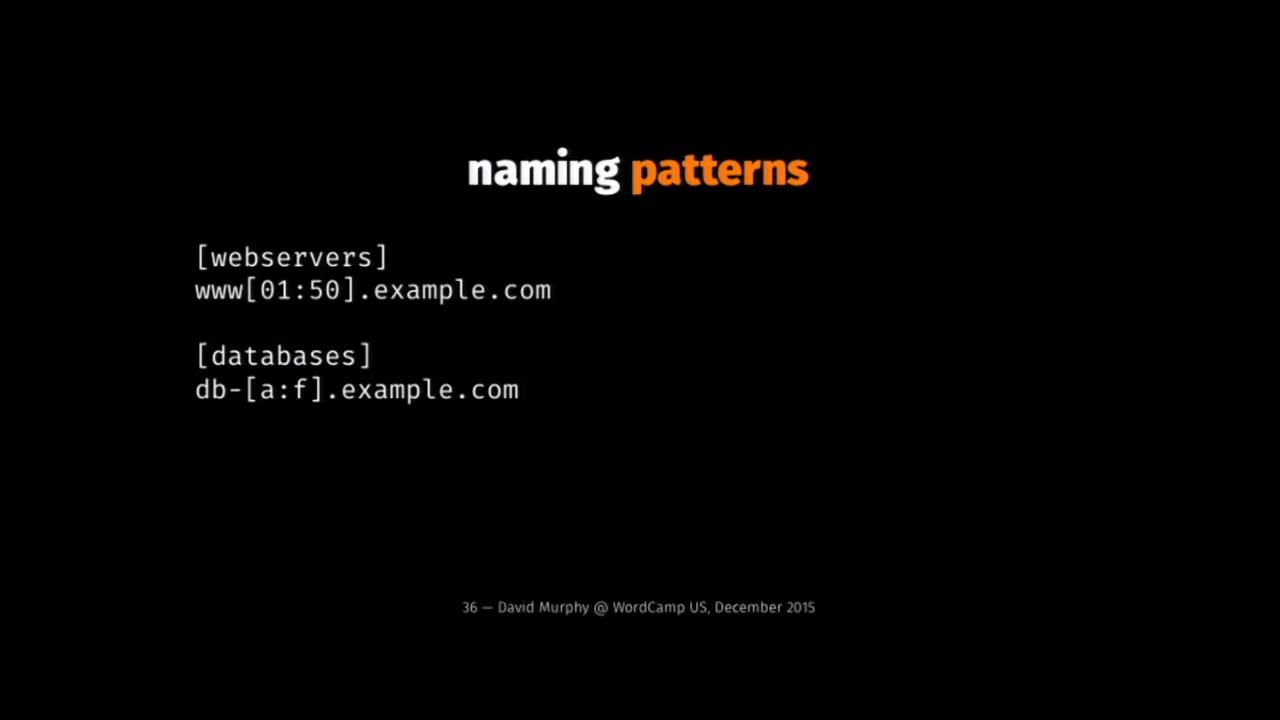 naming patterns
[webservers]
www[01:50].example.com
[databases]
db-[a:f].example.com
36 — David Murphy @ WordCamp US, December 2015